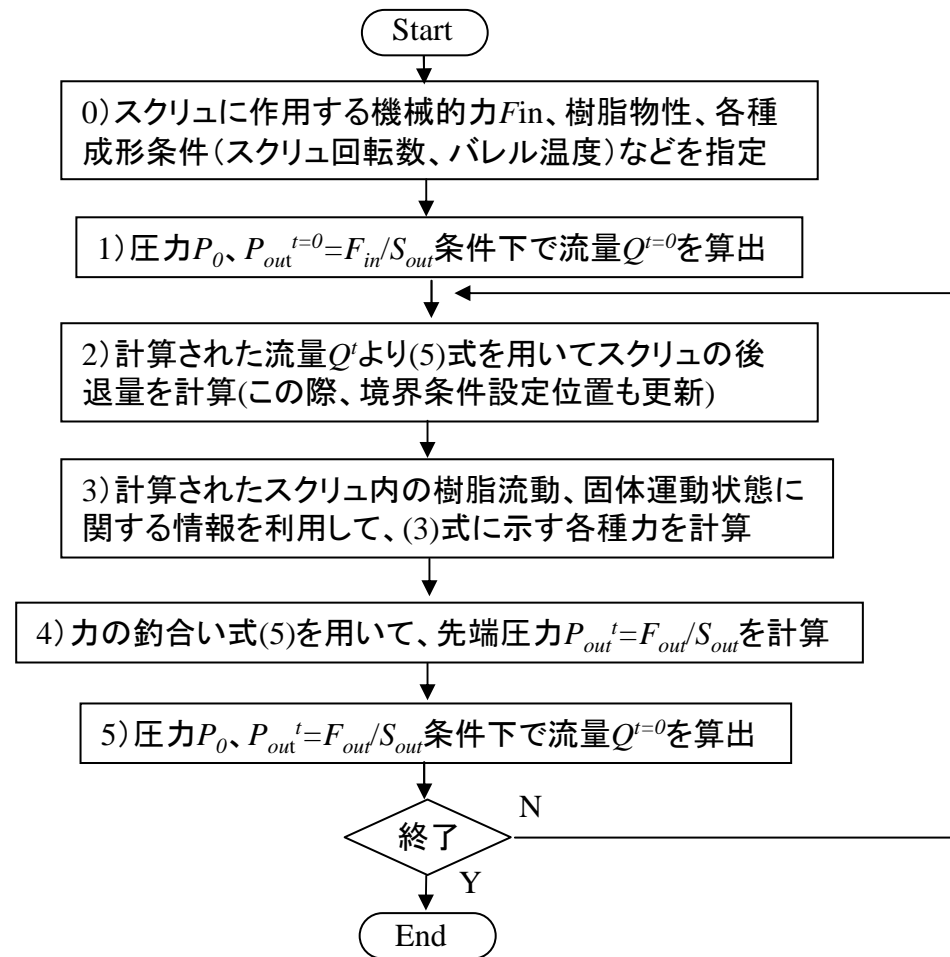 Start
0)スクリュに作用する機械的力Fin、樹脂物性、各種
成形条件(スクリュ回転数、バレル温度)などを指定
1)圧力P0、Pout^t=0=Fin/Sout条件下で流量Q^t=0を算出
2)計算された流量Q^tより(5)式を用いてスクリュの後
退量を計算(この際、境界条件設定位置も更新)
3)計算されたスクリュ内の樹脂流動、固体運動状態に
関する情報を利用して、(3)式に示す各種力を計算
4)力の釣合い式(5)を用いて、先端圧力Pout^t=Fout/Soutを計算
5)圧力P0、Pout^t=Fout/Sout条件下で流量Q^t=0を算出
N
終了
Y
End